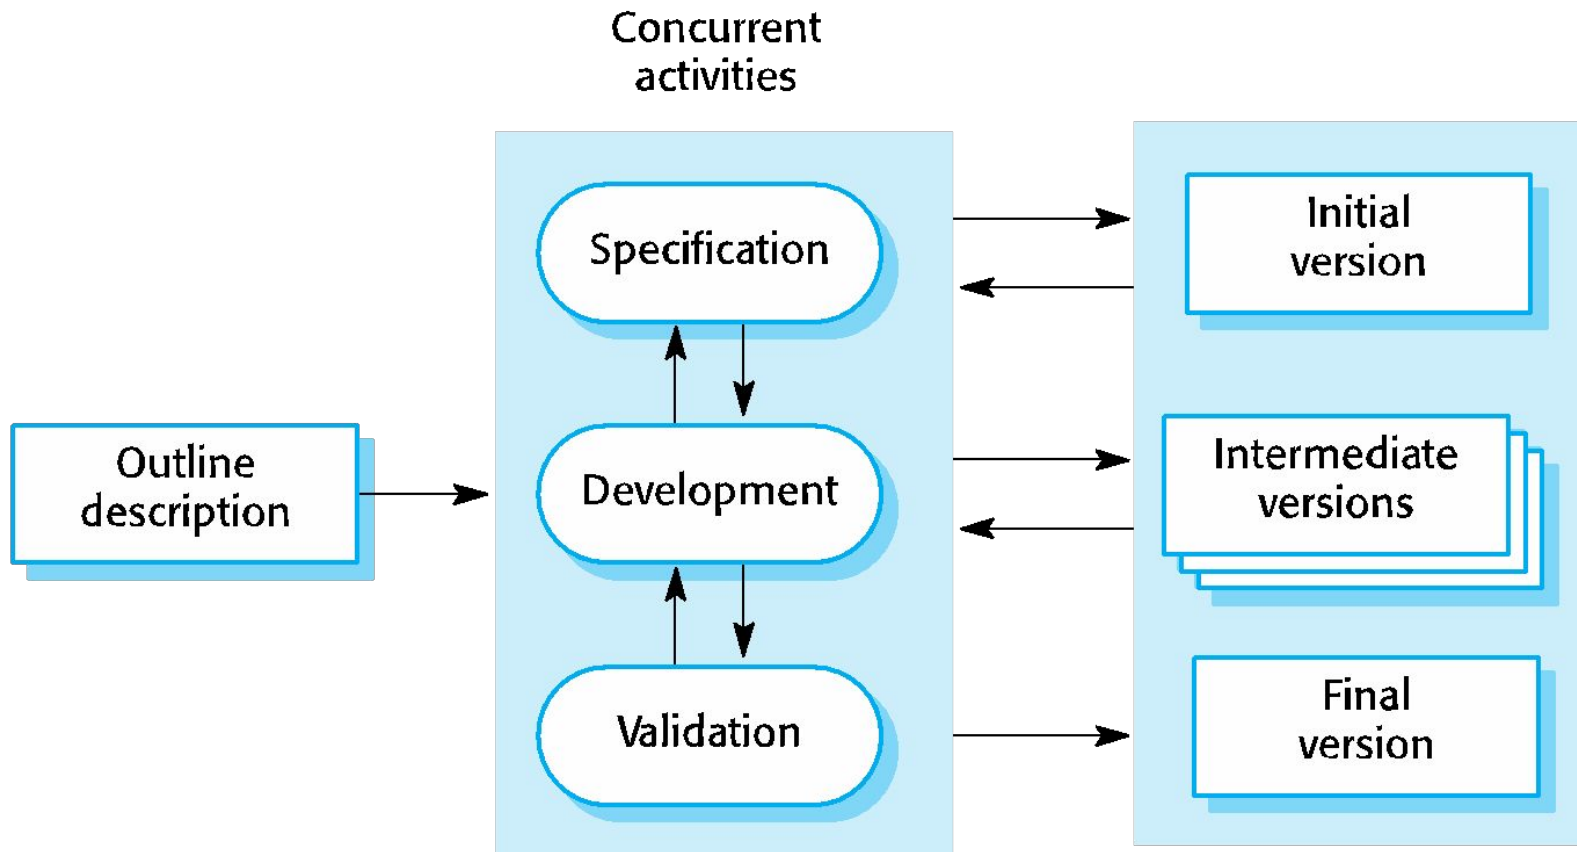 Concurrent
activities
Specification
Initial
version
Outline
description
Development
Intermediate
versions
Validation
Final
version